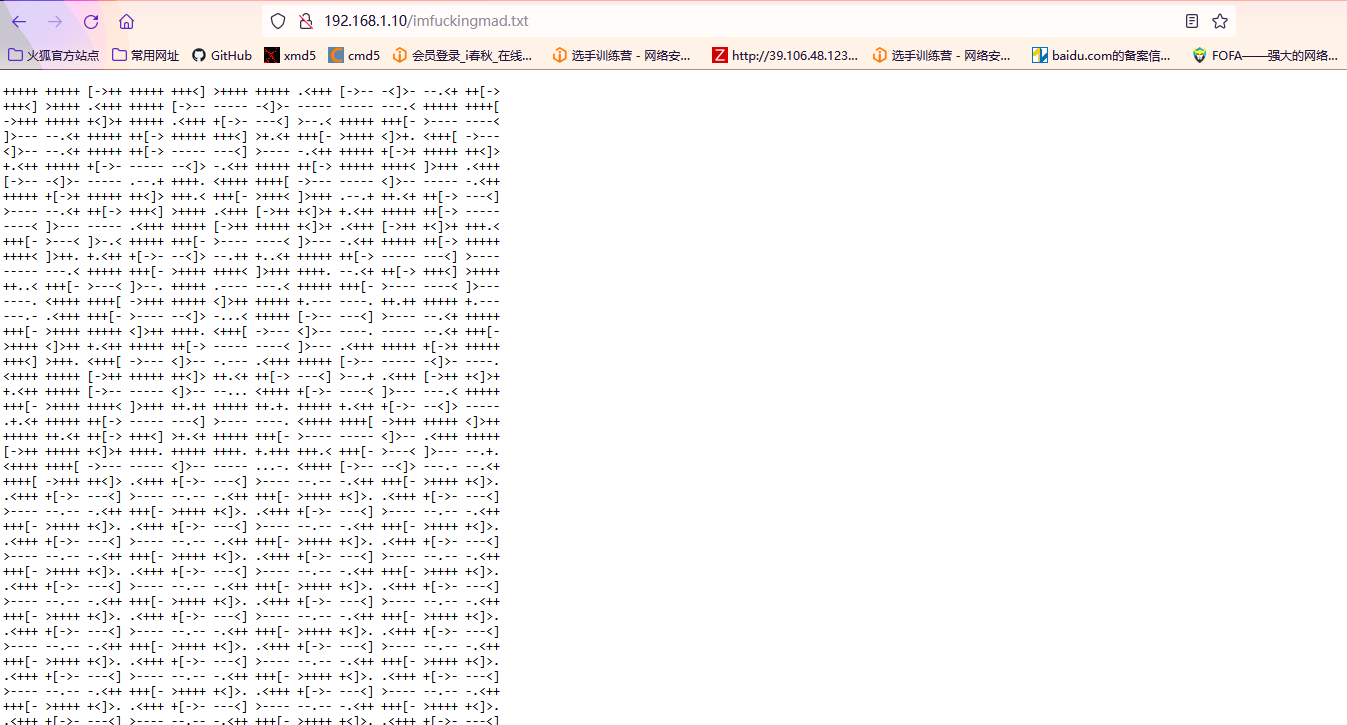 192.168.1.10/imfuckingmad.txt
火狐官方站点 常用网址 GitHub xmd5 cmd5 会员登录_i春秋_在线... 选手训练营 - 网络安... http://39.106.48.123... 选手训练营 - 网络安... baidu.com的备案信... FOFA——强大的网络...
+++++ +++++ [->++ +++++ +++<] >++++ +++++ .<+++ [->-- -<]>- --.<+ ++[->
+++<] >++++ .<+++ +++++ [->-- -----  -<]>- ----- ---.< +++++ ++++[
->+++ +++++ +<]>+ +++++ .<+++ +[->- ---<] >--.< +++++ +++[- >---- ----<
]>--- --.<+ +++++ ++[-> +++++ +++<] >+.<+ +++[- >++++ <]>+. <+++[ ->---
<]>-- --.<+ +++++ ++[-> ----- ---<] >---- -.<++ +++++ +[->+ +++++ ++<]>
+.<++ +++++ +[->- ----- --<]> -.<++ +++++ ++[-> +++++ ++++< ]>+++ .<+++
[->-- -<]>- ----- .--.+ ++++. <++++ ++++[ ->--- ----- <]>-- ----- -.<++
+++++ +[->+ +++++ ++<]> +++.< +++[- >+++< ]>+++ .--.+ ++.<+ ++[-> ---<]
>---- --.<+ ++[-> +++<] >++++ .<+++ [->++ +<]>+ +.<++ +++++ ++[-> -----
----< ]>--- ----- .<+++ +++++ [->++ +++++ +<]>+ .<+++ [->++ +<]>+ +++.<
+++[- >---< ]>-.< +++++ +++[- >---- ----< ]>--- -.<++ +++++ ++[-> +++++
++++< ]>++. +.<++ +[->- --<]> --.++ +..<+ +++++ ++[-> ----- ---<] >----
----- ---.< +++++ +++[- >++++ ++++< ]>+++ ++++. --.<+ ++[-> +++<] >++++
++..< +++[- >---< ]>--. +++++ .---- ---.< +++++ +++[- >---- ----< ]>---
----. <++++ ++++[ ->+++ +++++ <]>++ +++++ +.--- ----. ++.++ +++++ +.---
----.- .<+++ +++[- >---- --<]> -...< +++++ [->--- --<]> ----- --.<+ +++++
+++[- >++++ +++++ <]>++ ++++. <+++[ ->--- <]>-- ----. ----- --.<+ +++[-
>++++ <]>++ +.<++ +++++ ++[-> ----- ----< ]>--- .<+++ +++++ +[->+ +++++
+++<] >+++. <+++[ ->--- <]>-- -.--- .<+++ +++++ [->-- ----- -<]>- ----.
<++++ +++++ [->++ +++++ ++<]> ++.<+ ++[-> ---<] >--.+ .<+++ [->++ +<]>+
+.<++ +++++ [->-- ----- <]>-- --... <++++ +[->- ----< ]>--- ---.< +++++
+++[- >++++ ++++< ]>+++ ++.++ +++++ ++.+. +++++ +.<++ +[->- --<]> -----
.+.<+ +++++ ++[-> ----- ---<] >---- ----. <++++ ++++[ ->+++ +++++ <]>++
+++++ ++.<+ ++[-> +++<] >+.<+ +++++ +++[- >---- ----- <]>-- .<+++ +++++
[->++ +++++ +<]>+ ++++. +++++ ++++. +.+++ +++.< +++[- >---< ]>--- --.+.
<++++ ++++[ ->--- ----- <]>-- ----- ...-. <++++ [->-- --<]> ---.- --.<+
++++[ ->+++ ++<]> .<+++ +[->- ---<] >---- --.-- -.<++ +++[- >++++ +<]>.
.<+++ +[->- ---<] >---- --.-- -.<++ +++[- >++++ +<]>. .<+++ +[->- ---<]
>---- --.-- -.<++ +++[- >++++ +<]>. .<+++ +[->- ---<] >---- --.-- -.<++
+++[- >++++ +<]>. .<+++ +[->- ---<] >---- --.-- -.<++ +++[- >++++ +<]>.
.<+++ +[->- ---<] >---- --.-- -.<++ +++[- >++++ +<]>. .<+++ +[->- ---<]
>---- --.-- -.<++ +++[- >++++ +<]>. .<+++ +[->- ---<] >---- --.-- -.<++
+++[- >++++ +<]>. .<+++ +[->- ---<] >---- --.-- -.<++ +++[- >++++ +<]>.
.<+++ +[->- ---<] >---- --.-- -.<++ +++[- >++++ +<]>. .<+++ +[->- ---<]
>---- --.-- -.<++ +++[- >++++ +<]>. .<+++ +[->- ---<] >---- --.-- -.<++
+++[- >++++ +<]>. .<+++ +[->- ---<] >---- --.-- -.<++ +++[- >++++ +<]>.
.<+++ +[->- ---<] >---- --.-- -.<++ +++[- >++++ +<]>. .<+++ +[->- ---<]
>---- --.-- -.<++ +++[- >++++ +<]>. .<+++ +[->- ---<] >---- --.-- -.<++
+++[- >++++ +<]>. .<+++ +[->- ---<] >---- --.-- -.<++ +++[- >++++ +<]>.
.<+++ +[->- ---<] >---- --.-- -.<++ +++[- >++++ +<]>. .<+++ +[->- ---<]
>---- --.-- -.<++ +++[- >++++ +<]>. .<+++ +[->- ---<] >---- --.-- -.<++
+++[- >++++ +<]>. .<+++ +[->- ---<] >---- --.-- -.<++ +++[- >++++ +<]>.
.<+++ +[->- ---<] >---- --.-- -.<++ +++[- >++++ +<]>. .<+++ +[->- ---<]